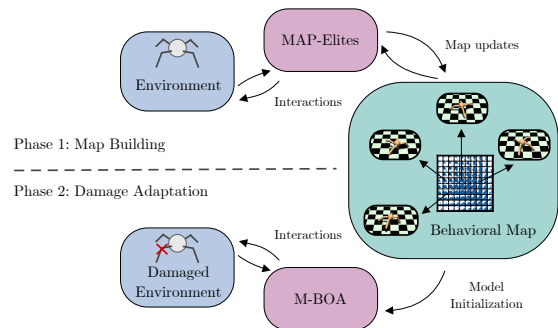 MAP-Elites
Map updates
Environment
Interactions
Phase 1: Map Building
Phase 2: Damage Adaptation
Behavioral Map
Interactions
Damaged
Environment
M-BOA
Model
Initialization